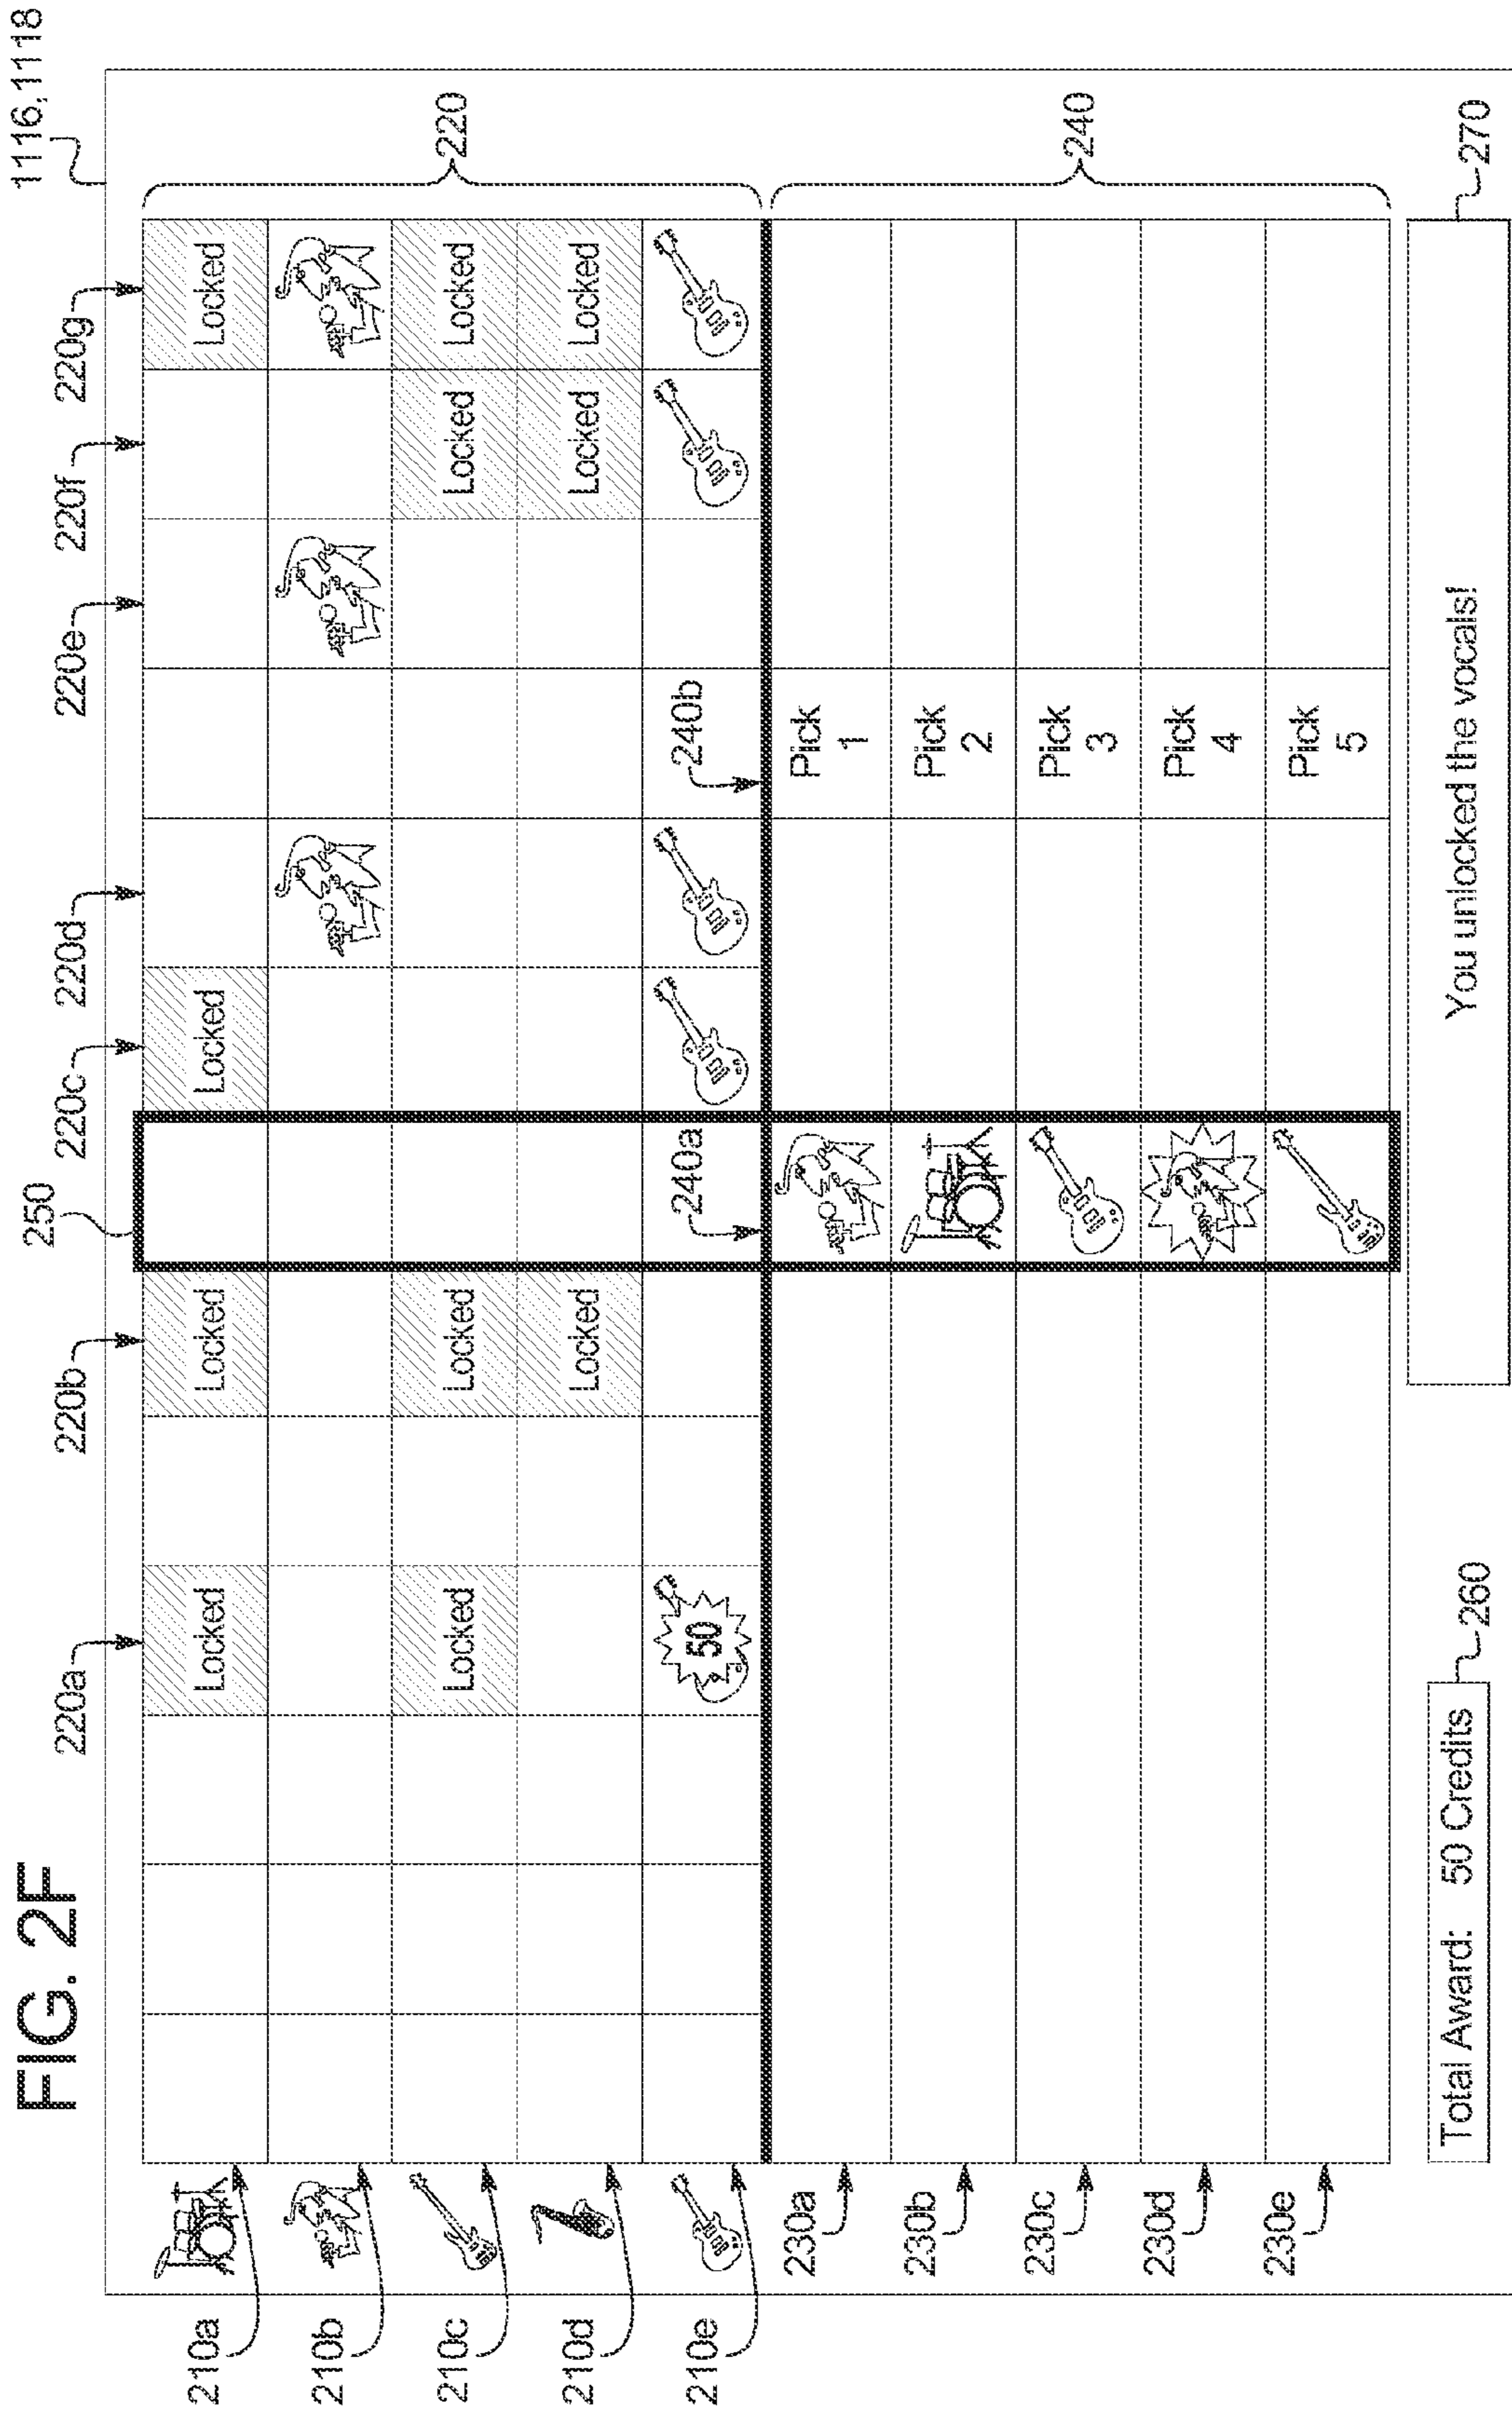 FIG. 2F
1116,1118
250
220a
220b
220c
220d
220e
220f
220g
210a
Locked
Locked
Locked
Locked
210b
210c
Locked
Locked
Locked
Locked
210d
Locked
Locked
Locked
210e
50
220
240a
240b
230a
Pick
1
230b
Pick
2
230c
Pick
3
230d
Pick
4
230e
Pick
5
240
Total Award: 50 Credits
260
You unlocked the vocals!
270